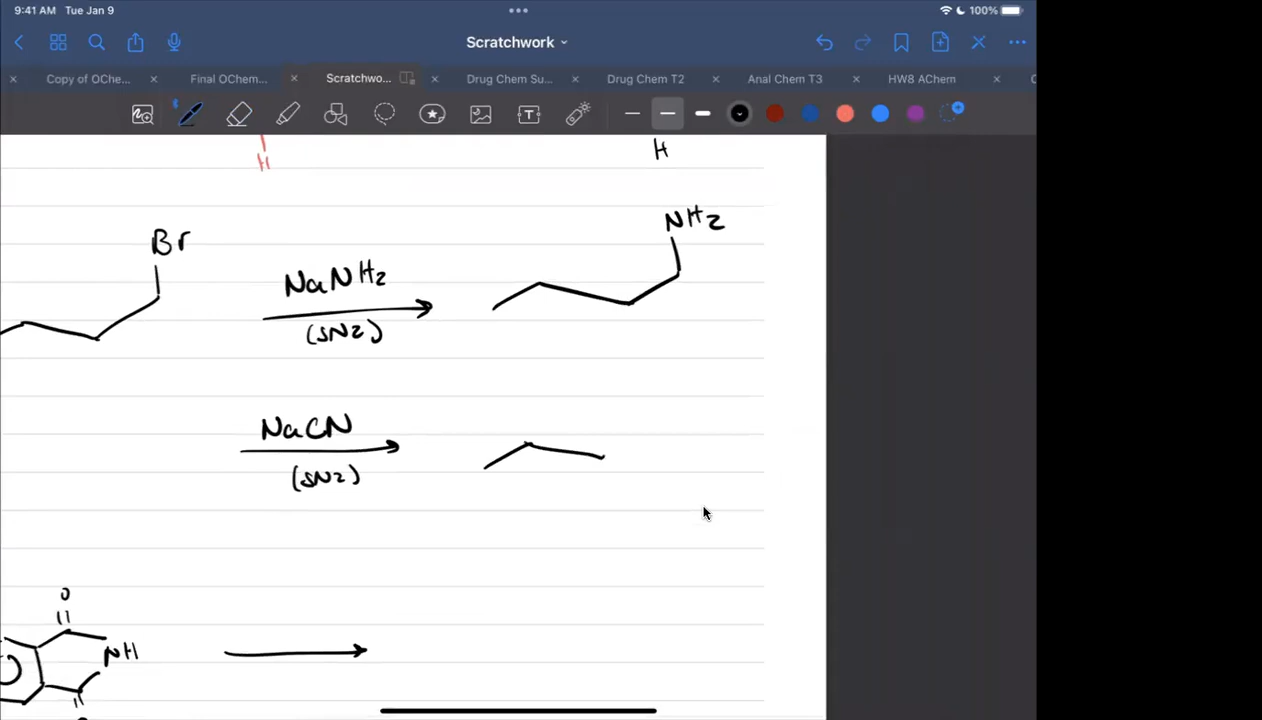 9:41 AM Tue Jan 9
100%
Scratchwork
Copy of OChe...
Final OChem...
Scratchwo...
Drug Chem Su...
Drug Chem T2
Anal Chem T3
HW8 AChem
H
H
Br
NaNH2
(SN2)
NH2
NaCN
(SN2)
O
NH